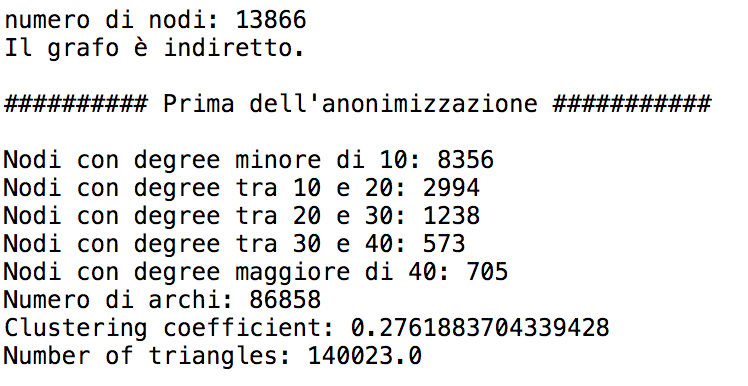 numero di nodi: 13866
Il grafo è indiretto.
########## Prima dell'anonimizzazione ###########
Nodi con degree minore di 10: 8356
Nodi con degree tra 10 e 20: 2994
Nodi con degree tra 20 e 30: 1238
Nodi con degree tra 30 e 40: 573
Nodi con degree maggiore di 40: 705
Numero di archi: 86858
Clustering coefficient: 0.2761883704339428
Number of triangles: 140023.0